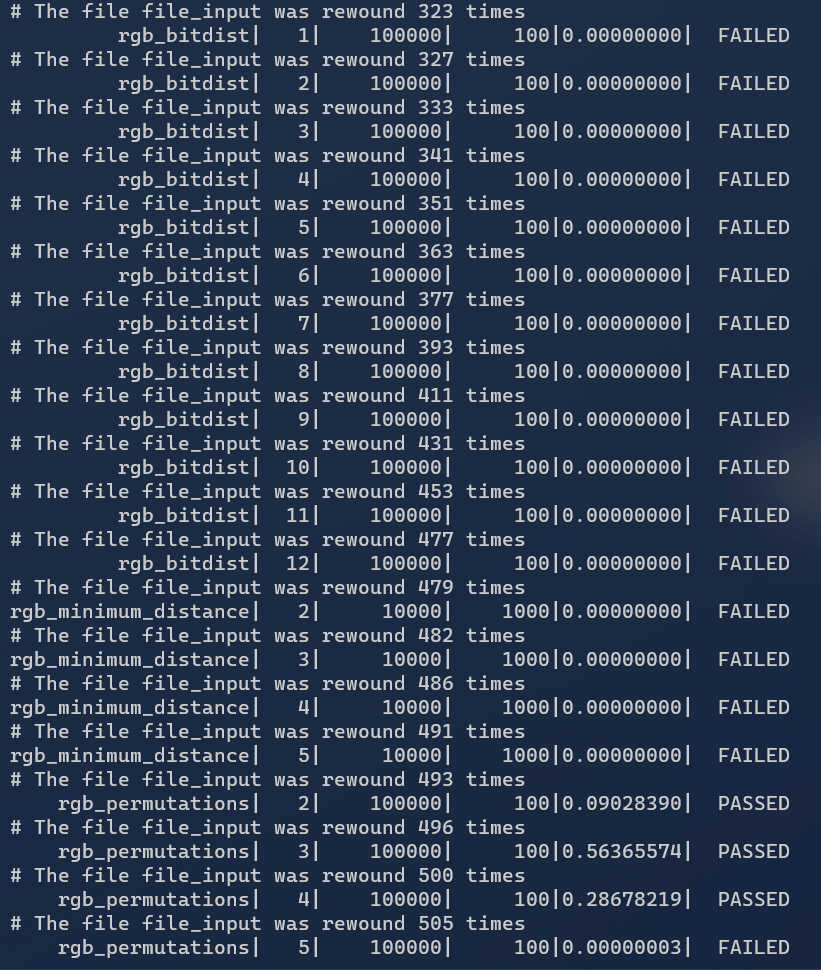 # The file file_input was rewound 323 times
rgb_bitdist|   1|    100000|     100|0.00000000|  FAILED
# The file file_input was rewound 327 times
rgb_bitdist|   2|    100000|     100|0.00000000|  FAILED
# The file file_input was rewound 333 times
rgb_bitdist|   3|    100000|     100|0.00000000|  FAILED
# The file file_input was rewound 341 times
rgb_bitdist|   4|    100000|     100|0.00000000|  FAILED
# The file file_input was rewound 351 times
rgb_bitdist|   5|    100000|     100|0.00000000|  FAILED
# The file file_input was rewound 363 times
rgb_bitdist|   6|    100000|     100|0.00000000|  FAILED
# The file file_input was rewound 377 times
rgb_bitdist|   7|    100000|     100|0.00000000|  FAILED
# The file file_input was rewound 393 times
rgb_bitdist|   8|    100000|     100|0.00000000|  FAILED
# The file file_input was rewound 411 times
rgb_bitdist|   9|    100000|     100|0.00000000|  FAILED
# The file file_input was rewound 431 times
rgb_bitdist|  10|    100000|     100|0.00000000|  FAILED
# The file file_input was rewound 453 times
rgb_bitdist|  11|    100000|     100|0.00000000|  FAILED
# The file file_input was rewound 477 times
rgb_bitdist|  12|    100000|     100|0.00000000|  FAILED
# The file file_input was rewound 479 times
rgb_minimum_distance|   2|     10000|    1000|0.00000000|  FAILED
# The file file_input was rewound 482 times
rgb_minimum_distance|   3|     10000|    1000|0.00000000|  FAILED
# The file file_input was rewound 486 times
rgb_minimum_distance|   4|     10000|    1000|0.00000000|  FAILED
# The file file_input was rewound 491 times
rgb_minimum_distance|   5|     10000|    1000|0.00000000|  FAILED
# The file file_input was rewound 493 times
rgb_permutations|   2|    100000|     100|0.09028390|  PASSED
# The file file_input was rewound 496 times
rgb_permutations|   3|    100000|     100|0.56365574|  PASSED
# The file file_input was rewound 500 times
rgb_permutations|   4|    100000|     100|0.28678219|  PASSED
# The file file_input was rewound 505 times
rgb_permutations|   5|    100000|     100|0.00000003|  FAILED